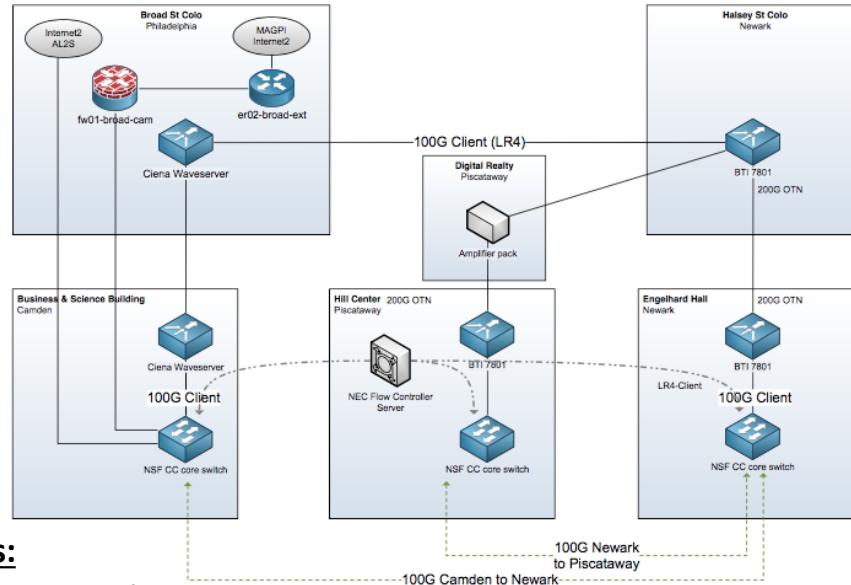 Broad St Colo
Philadelphia
Internet2
AL2S
MAGPI
Internet2
fw01-broad-cam
er02-broad-ext
Ciena Waveserver
Halsey St Colo
Newark
100G Client (LR4)
BTI 7801
200G OTN
Digital Realty
Piscataway
Amplifier pack
Business & Science Building
Camden
Ciena Waveserver
100G Client
NSF CC core switch
Hill Center 200G OTN
Piscataway
BTI 7801
NEC Flow Controller
Server
NSF CC core switch
Engelhard Hall
Newark
200G OTN
BTI 7801
LR4-Client
100G Client
NSF CC core switch
100G Newark
to Piscataway
100G Camden to Newark
s: